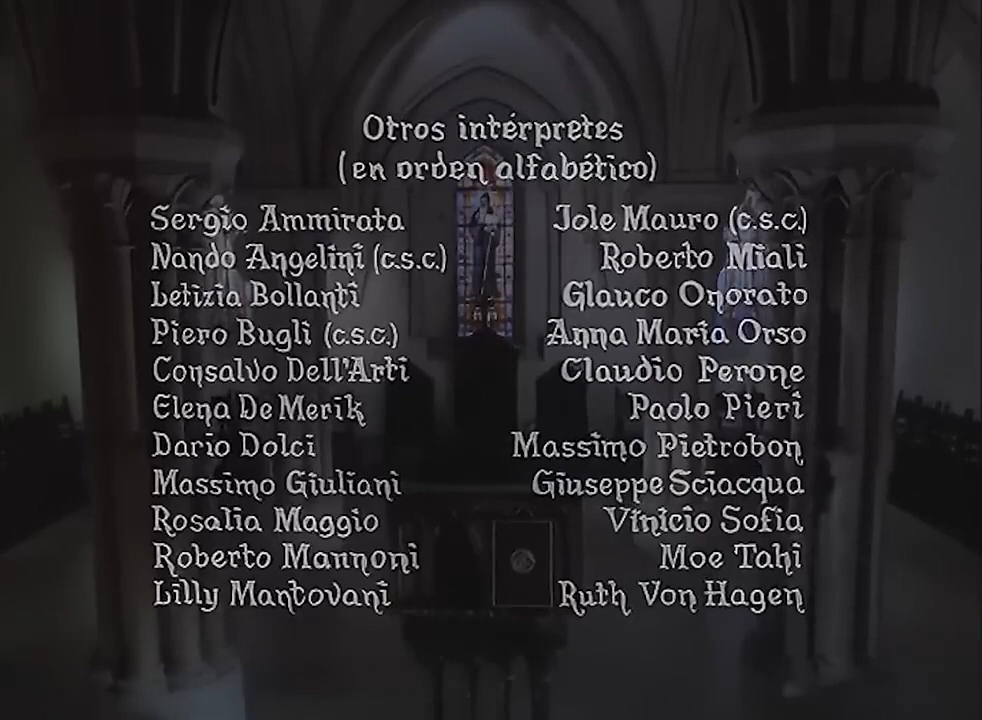 Otros intérpretes
(en orden alfabético)
Sergio Ammirata
Nando Angelini (c.s.c.)
Letizia Bollanti
Piero Bugli (c.s.c.)
Consalvo Dell'Arti
Elena De Merik
Dario Dolci
Massimo Giuliani
Rosalia Maggio
Roberto Mannoni
Lilly Mantovani
Jole Mauro (c.s.c.)
Roberto Miali
Glauco Onorato
Anna Maria Orso
Claudio Perone
Paolo Pieri
Massimo Pietrobon
Giuseppe Sciacqua
Vinicio Sofia
Moe Tahi
Ruth Von Hagen